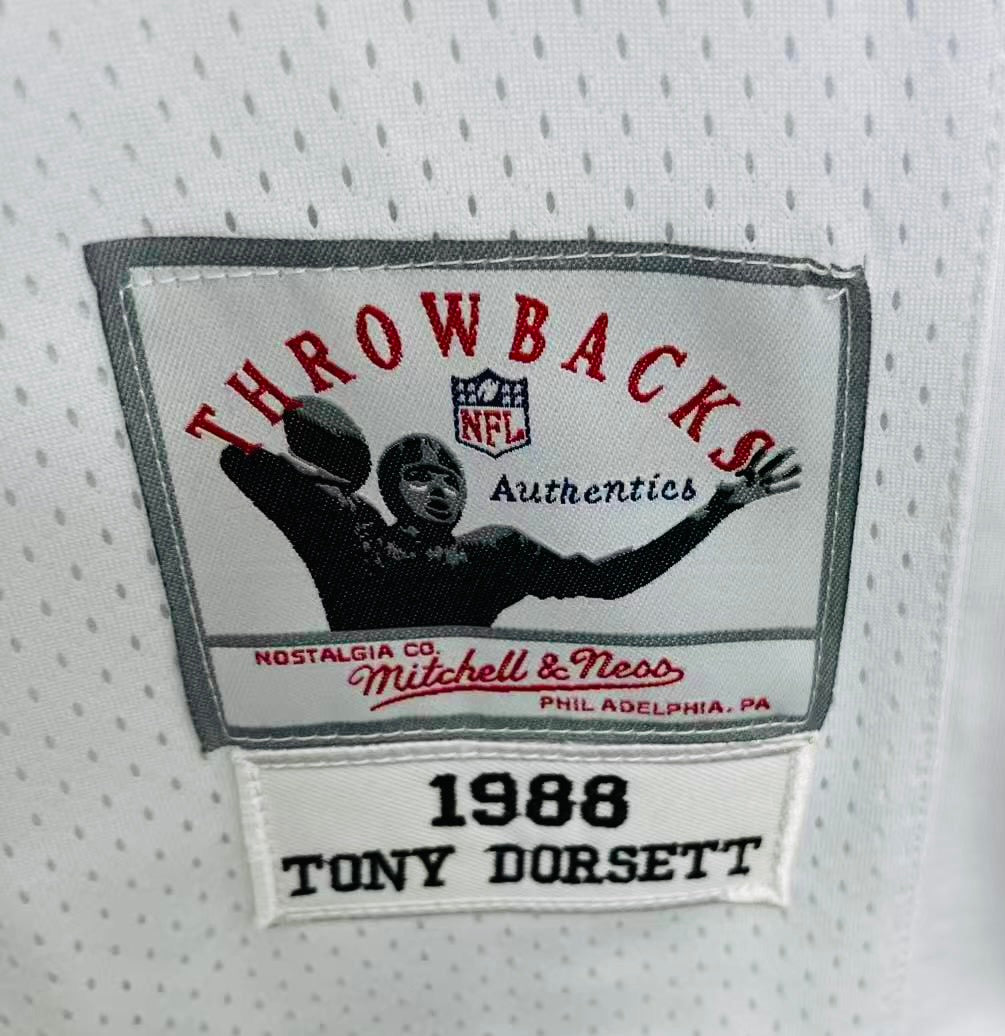 THROWBACKS
NFL
Authentics
NOSTALGIA CO.
Mitchell & Ness
PHILADELPHIA, PA
1988
TONY DORSETT